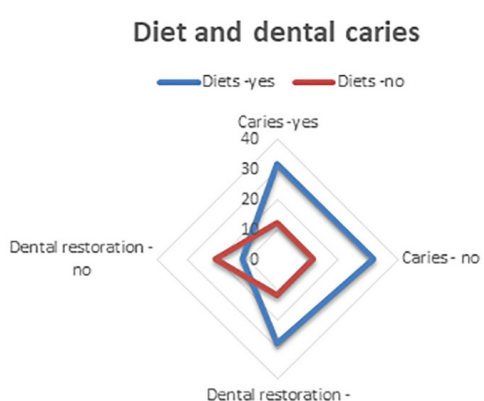 Diet and dental caries
Diets -yes Diets -no
Caries -yes
40
30
20
10
0
Dental restoration -
no
Caries - no
Dental restoration -